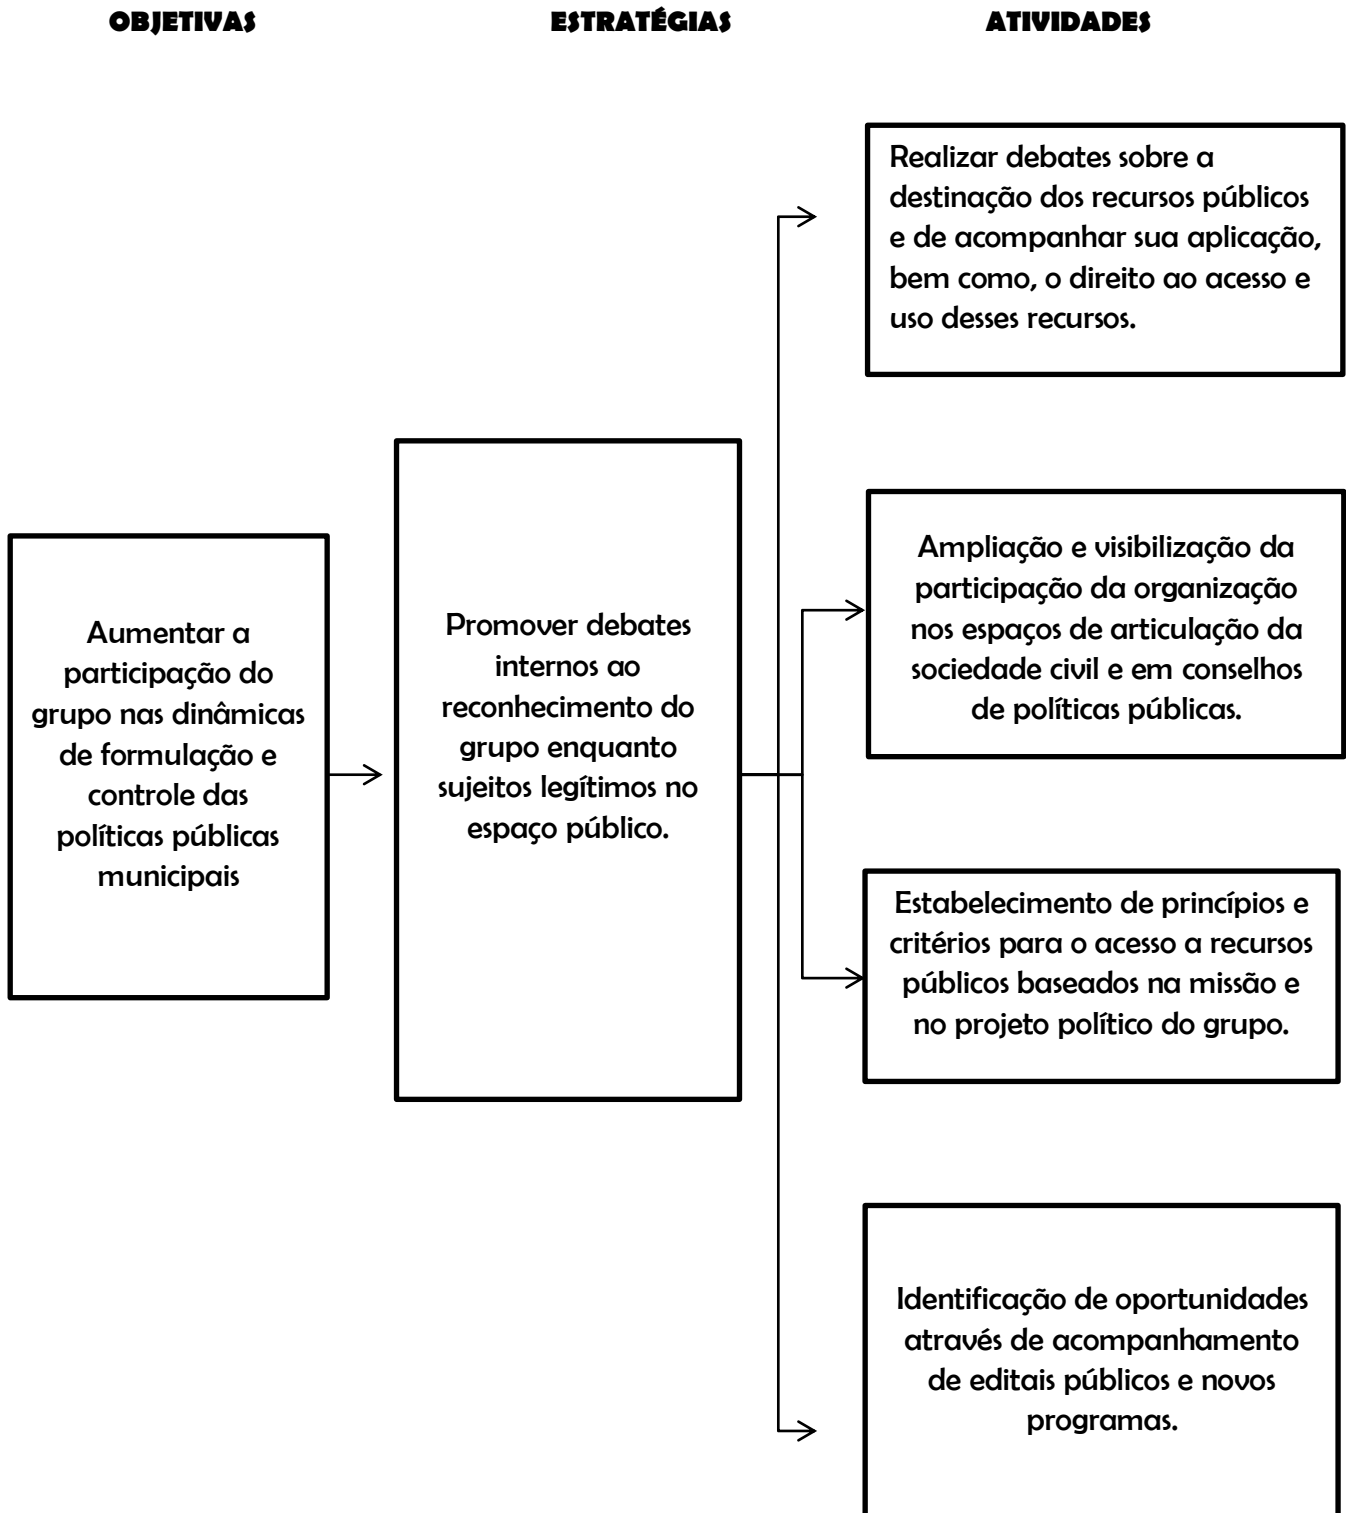 OBJETIVAS
ESTRATÉGIAS
ATIVIDADES
Realizar debates sobre a
destinação dos recursos públicos
e de acompanhar sua aplicação,
bem como, o direito ao acesso e
uso desses recursos.
Aumentar a
participação do
grupo nas dinâmicas
de formulação e
controle das
políticas públicas
municipais
Promover debates
internos ao
reconhecimento do
grupo enquanto
sujeitos legítimos no
espaço público.
Ampliação e visibilização da
participação da organização
nos espaços de articulação da
sociedade civil e em conselhos
de políticas públicas.
Estabelecimento de princípios e
critérios para o acesso a recursos
públicos baseados na missão e
no projeto político do grupo.
Identificação de oportunidades
através de acompanhamento
de editais públicos e novos
programas.